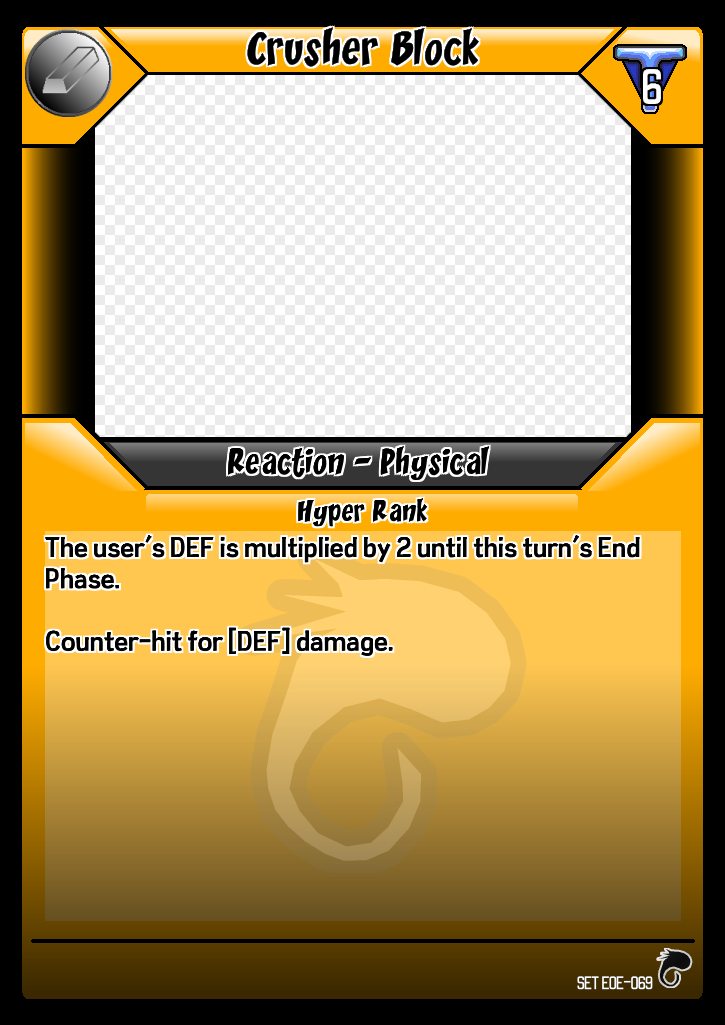 Crusher Block
6
Reaction - Physical
Hyper Rank
The user's DEF is multiplied by 2 until this turn's End
Phase.
Counter-hit for [DEF] damage.
SET EOE-069